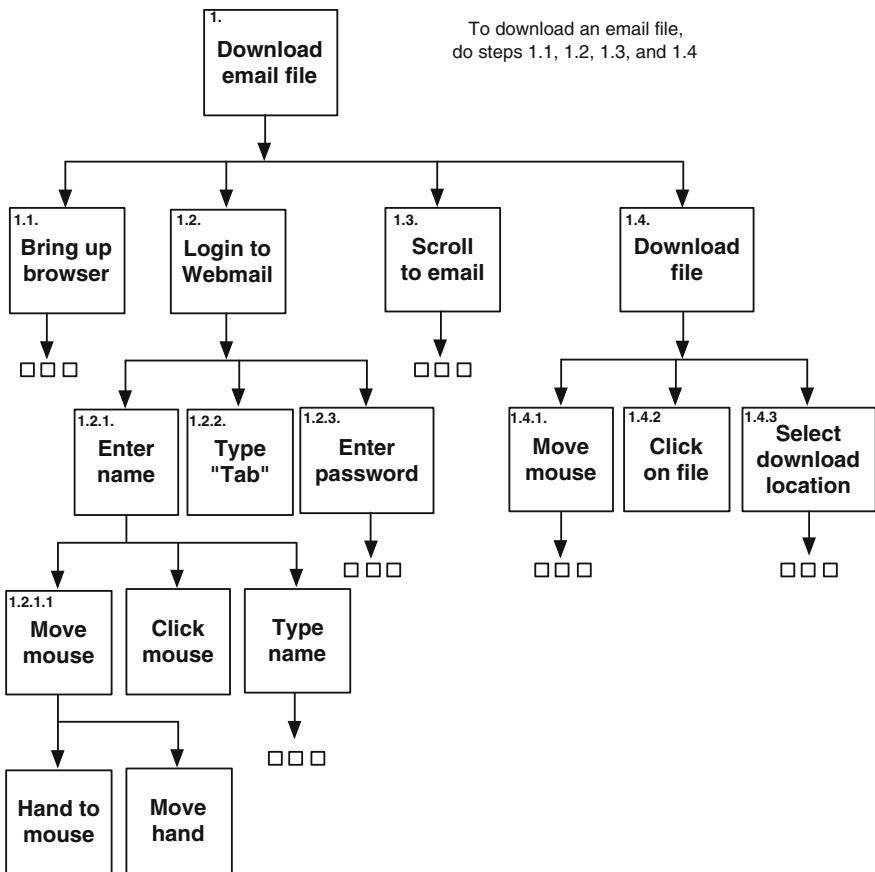 1.
Download
email file
To download an email file,
do steps 1.1, 1.2, 1.3, and 1.4
1.1.
Bring up
browser
1.2.
Login to
Webmail
1.3.
Scroll
to email
1.4.
Download
file
1.2.1.
Enter
name
1.2.2.
Type
"Tab"
1.2.3.
Enter
password
1.4.1.
Move
mouse
1.4.2
Click
on file
1.4.3
Select
download
location
1.2.1.1
Move
mouse
Click
mouse
Type
name
Hand to
mouse
Move
hand